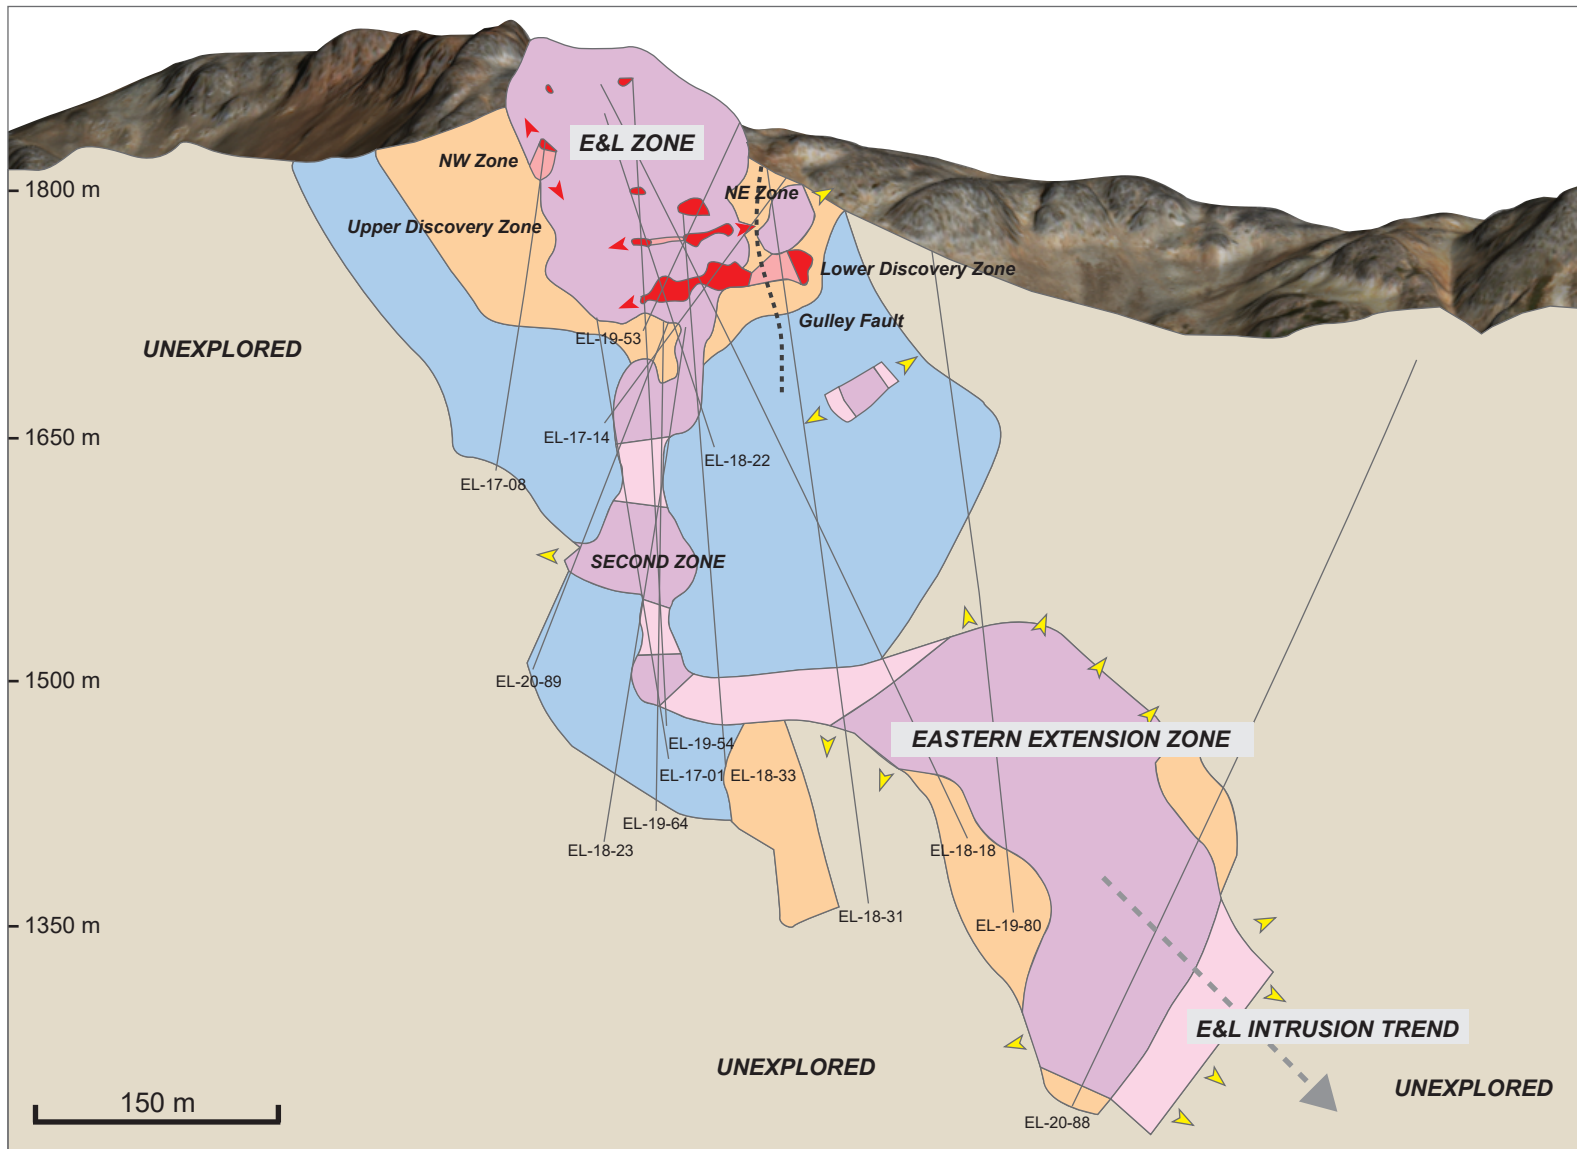 E&L ZONE
NW Zone
1800 m
NE Zone
Upper Discovery Zone
Lower Discovery Zone
Gulley Fault
EL-19-53
UNEXPLORED
1650 m
EL-17-14
EL-18-22
EL-17-08
SECOND ZONE
1500 m
EL-20-89
EL-19-54
EASTERN EXTENSION ZONE
EL-17-01
EL-18-33
EL-19-64
EL-18-23
EL-18-18
EL-18-31
1350 m
EL-19-80
E&L INTRUSION TREND
UNEXPLORED
UNEXPLORED
150 m
EL-20-88